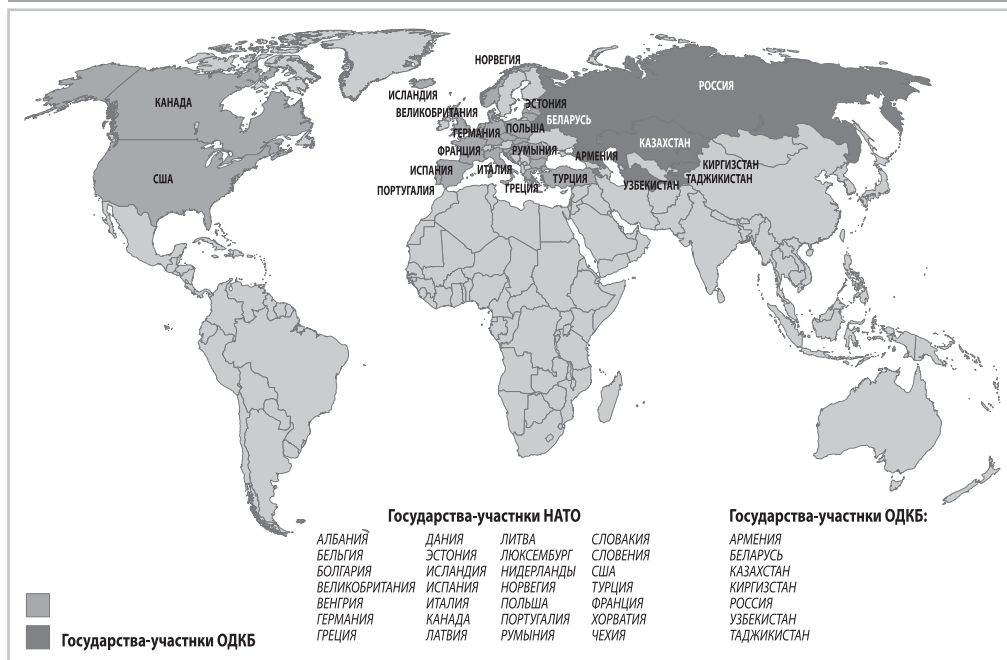 НОРВЕГИЯ
РОССИЯ
ИСЛАНДИЯ
КАНАДА
ЭСТОНИЯ
ВЕЛИКОБРИТАНИЯ
БЕЛАРУСЬ
ГЕРМАНИЯ
ПОЛЬША
КАЗАХСТАН
ФРАНЦИЯ
РУМЫНИЯ
АРМЕНИЯ
КИРГИЗСТАН
ИСПАНИЯ
ИТАЛИЯ
ТУРЦИЯ
ТАДЖИКИСТАН
США
УЗБЕКИСТАН
ПОРТУГАЛИЯ
ГРЕЦИЯ
Государства-участнки НАТО
АЛБАНИЯ
БЕЛЬГИЯ
БОЛГАРИЯ
ВЕЛИКОБРИТАНИЯ
ВЕНГРИЯ
ГЕРМАНИЯ
ГРЕЦИЯ
ДАНИЯ
ЭСТОНИЯ
ИСЛАНДИЯ
ИСПАНИЯ
ИТАЛИЯ
КАНАДА
ЛАТВИЯ
ЛИТВА
ЛЮКСЕМБУРГ
НИДЕРЛАНДЫ
НОРВЕГИЯ
ПОЛЬША
ПОРТУГАЛИЯ
РУМЫНИЯ
СЛОВАКИЯ
СЛОВЕНИЯ
США
ТУРЦИЯ
ФРАНЦИЯ
ХОРВАТИЯ
ЧЕХИЯ
Государства-участнки ОДКБ:
АРМЕНИЯ
БЕЛАРУСЬ
КАЗАХСТАН
КИРГИЗСТАН
РОССИЯ
УЗБЕКИСТАН
ТАДЖИКИСТАН
Государства-участнки ОДКБ